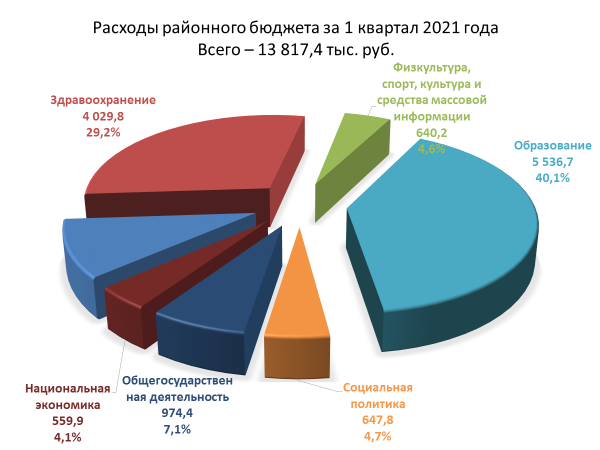 Расходы районного бюджета за 1 квартал 2021 года
Всего – 13 817,4 тыс. руб.
Физкультура,
спорт, культура и
средства массовой
информации
640,2
4,6%
Здравоохранение
4 029,8
29,2%
Образование
5 536,7
40,1%
Национальная
экономика
559,9
4,1%
Общегосударствен
ная деятельность
974,4
7,1%
Социальная
политика
647,8
4,7%